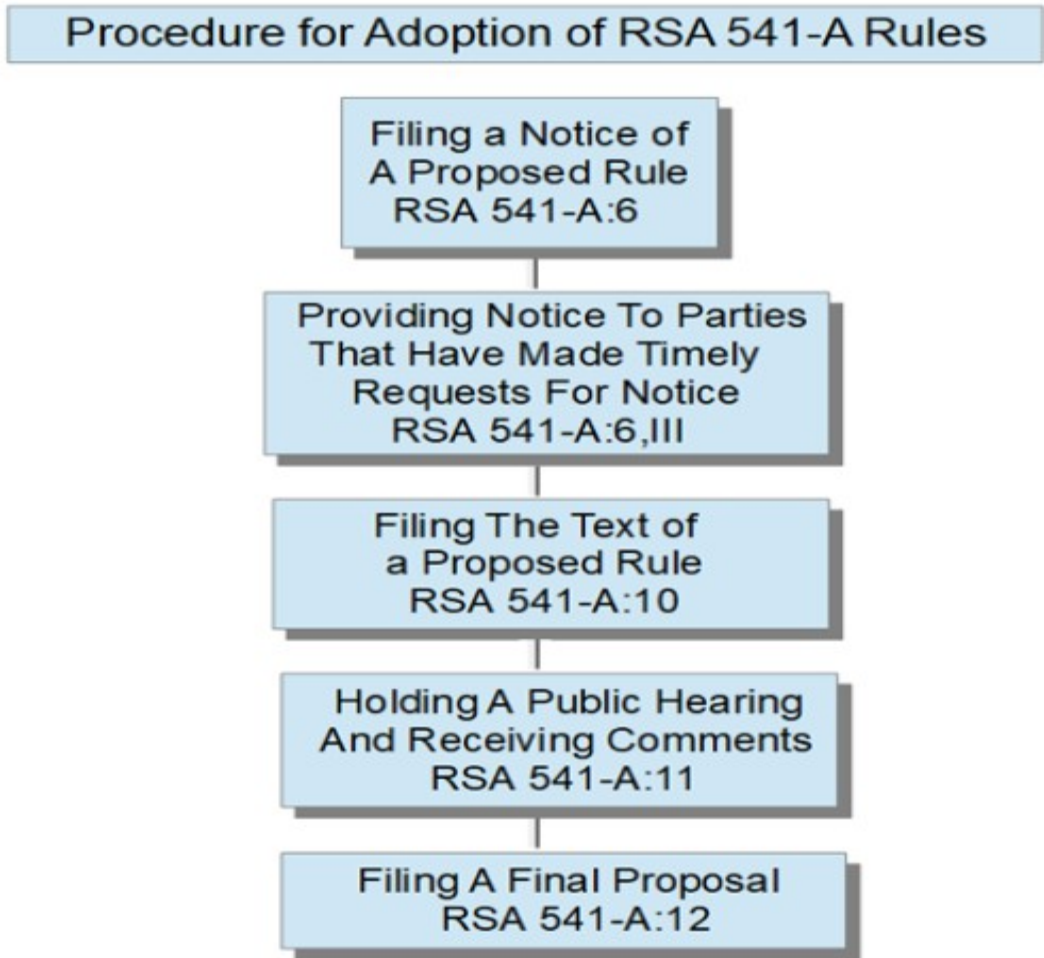 Procedure for Adoption of RSA 541-A Rules
Filing a Notice of
A Proposed Rule
RSA 541-A:6
Providing Notice To Parties
That Have Made Timely
Requests For Notice
RSA 541-A:6,III
Filing The Text of
a Proposed Rule
RSA 541-A:10
Holding A Public Hearing
And Receiving Comments
RSA 541-A:11
Filing A Final Proposal
RSA 541-A:12